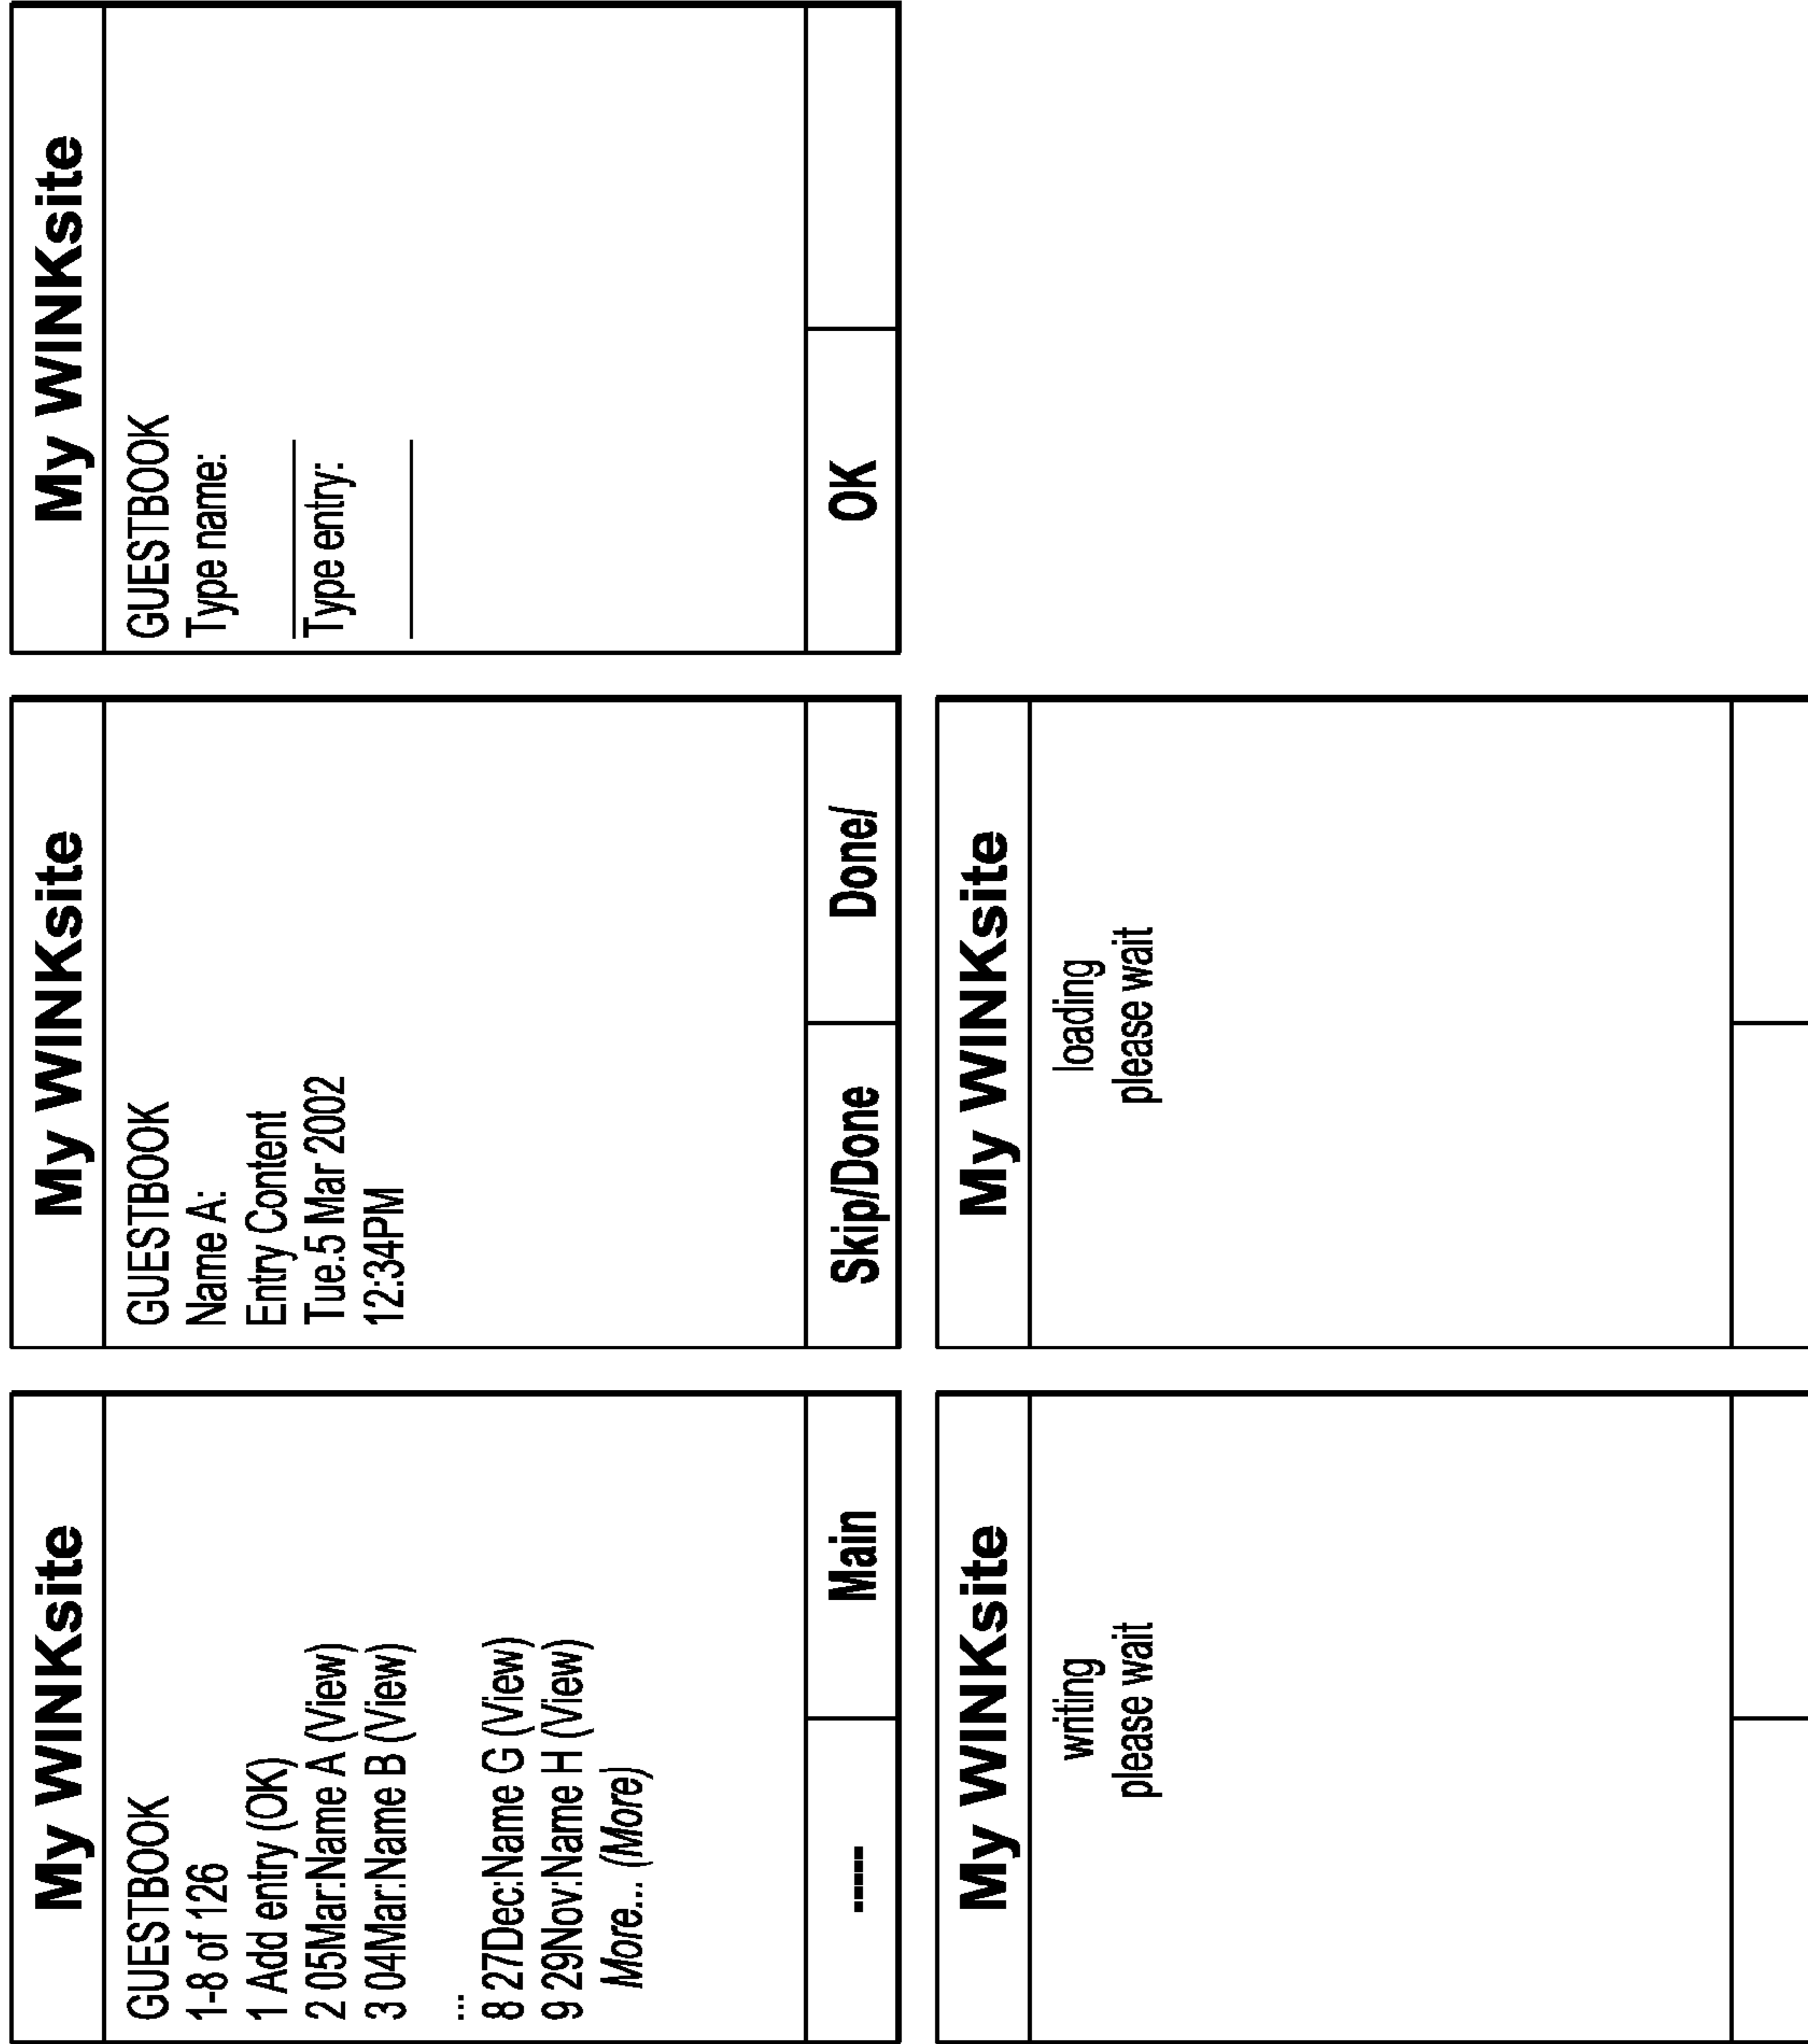 My WINKsite
GUESTBOOK
1-8 of 126
1 Add entry (OK)
2 05Mar:Name A (View)
3 04Mar:Name B (View)
...
8 27Dec:Name G (View)
9 29Nov:Name H (View)
More... (More)
-----
Main
My WINKsite
GUESTBOOK
Name A:
Entry Content
Tue.5 Mar 2002
12:34PM
Skip/Done
Done/
My WINKsite
GUESTBOOK
Type name:
Type entry:
OK
My WINKsite
writing
please wait
My WINKsite
loading
please wait